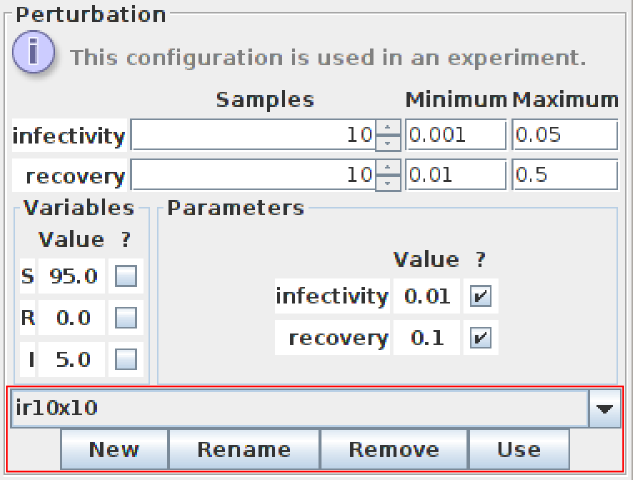 Perturbation
i This configuration is used in an experiment.
Samples Minimum Maximum
infectivity 10 0.001 0.05
recovery 10 0.01 0.5
Variables
Value ?
S 95.0
R 0.0
I 5.0
Parameters
Value ?
infectivity 0.01
recovery 0.1
ir10x10
New Rename Remove Use